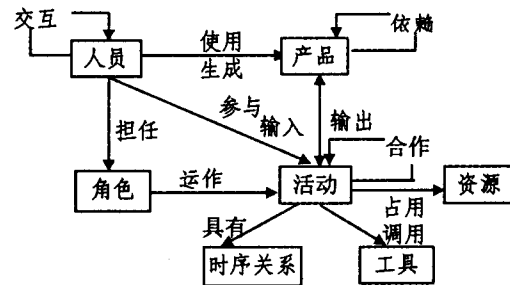 交互
人员
使用
生成
产品
依赖
担任
参与
输入
输出
合作
角色
运作
活动
资源
占用
调用
具有
时序关系
工具